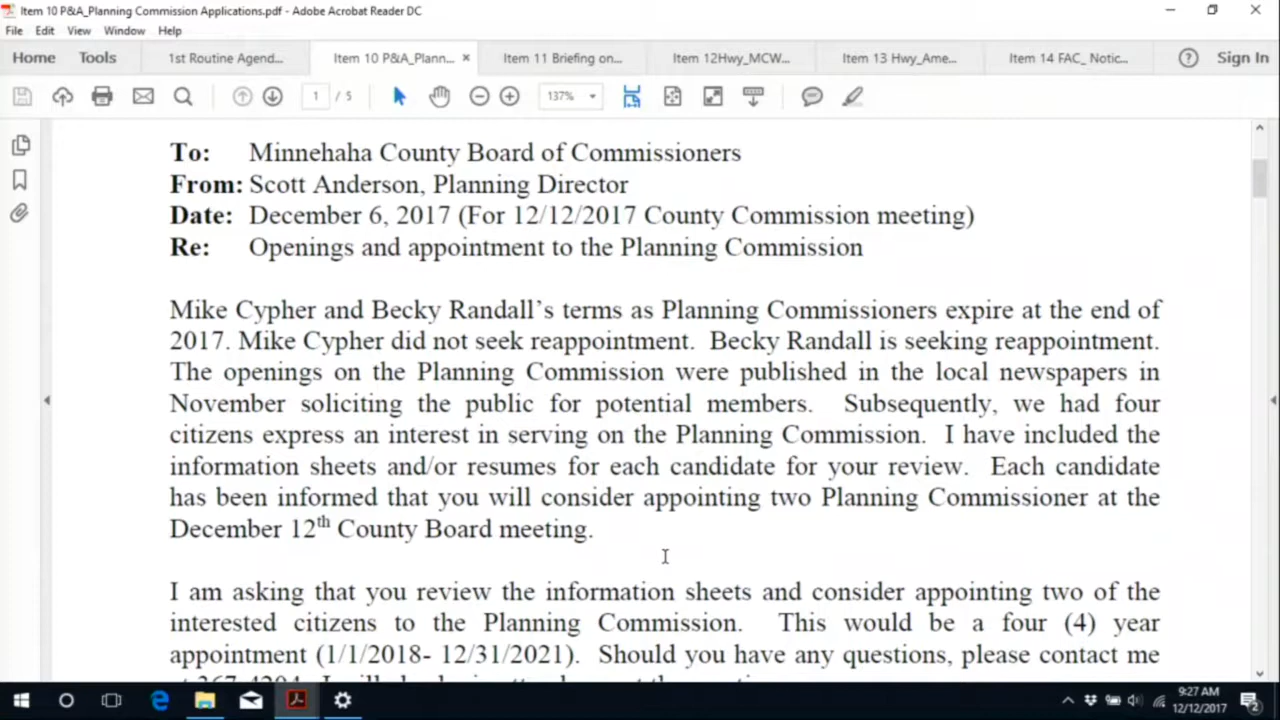 Item 10 P&A_Planning Commission Applications.pdf - Adobe Acrobat Reader DC
File Edit View Window Help
Home Tools 1st Routine Agend... Item 10 P&A_Plann... × Item 11 Briefing on... Item 12Hwy_MCW... Item 13 Hwy_Ame... Item 14 FAC_ Notic... Sign In
1 / 5 137%
To: Minnehaha County Board of Commissioners
From: Scott Anderson, Planning Director
Date: December 6, 2017 (For 12/12/2017 County Commission meeting)
Re: Openings and appointment to the Planning Commission
Mike Cypher and Becky Randall’s terms as Planning Commissioners expire at the end of
2017. Mike Cypher did not seek reappointment. Becky Randall is seeking reappointment.
The openings on the Planning Commission were published in the local newspapers in
November soliciting the public for potential members. Subsequently, we had four
citizens express an interest in serving on the Planning Commission. I have included the
information sheets and/or resumes for each candidate for your review. Each candidate
has been informed that you will consider appointing two Planning Commissioner at the
December 12th County Board meeting.
I am asking that you review the information sheets and consider appointing two of the
interested citizens to the Planning Commission. This would be a four (4) year
appointment (1/1/2018- 12/31/2021). Should you have any questions, please contact me
9:27 AM
12/12/2017
2